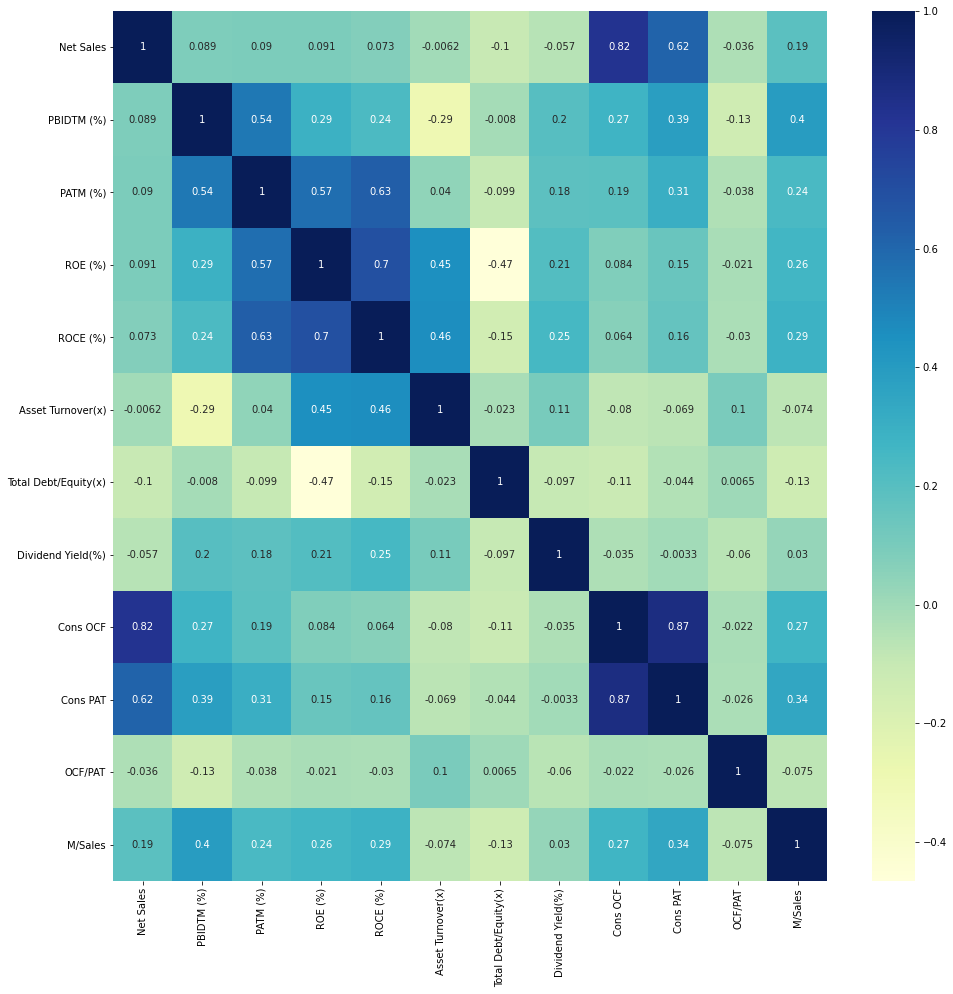 Net Sales 1 0.089 0.09 0.091 0.073 -0.0062 -0.1 -0.057 0.82 0.62 -0.036 0.19
PBIDTM (%) 0.089 1 0.54 0.29 0.24 -0.29 -0.008 0.2 0.27 0.39 -0.13 0.4
PATM (%) 0.09 0.54 1 0.57 0.63 0.04 -0.099 0.18 0.19 0.31 -0.038 0.24
ROE (%) 0.091 0.29 0.57 1 0.7 0.45 -0.47 0.21 0.084 0.15 -0.021 0.26
ROCE (%) 0.073 0.24 0.63 0.7 1 0.46 -0.15 0.25 0.064 0.16 -0.03 0.29
Asset Turnover(x) -0.0062 -0.29 0.04 0.45 0.46 1 -0.023 0.11 -0.08 -0.069 0.1 -0.074
Total Debt/Equity(x) -0.1 -0.008 -0.099 -0.47 -0.15 -0.023 1 -0.097 -0.11 -0.044 0.0065 -0.13
Dividend Yield(%) -0.057 0.2 0.18 0.21 0.25 0.11 -0.097 1 -0.035 -0.0033 -0.06 0.03
Cons OCF 0.82 0.27 0.19 0.084 0.064 -0.08 -0.11 -0.035 1 0.87 -0.022 0.27
Cons PAT 0.62 0.39 0.31 0.15 0.16 -0.069 -0.044 -0.0033 0.87 1 -0.026 0.34
OCF/PAT -0.036 -0.13 -0.038 -0.021 -0.03 0.1 0.0065 -0.06 -0.022 -0.026 1 -0.075
M/Sales 0.19 0.4 0.24 0.26 0.29 -0.074 -0.13 0.03 0.27 0.34 -0.075 1
Net Sales
PBIDTM (%)
PATM (%)
ROE (%)
ROCE (%)
Asset Turnover(x)
Total Debt/Equity(x)
Dividend Yield(%)
Cons OCF
Cons PAT
OCF/PAT
M/Sales
1.0
0.8
0.6
0.4
0.2
0.0
−0.2
−0.4